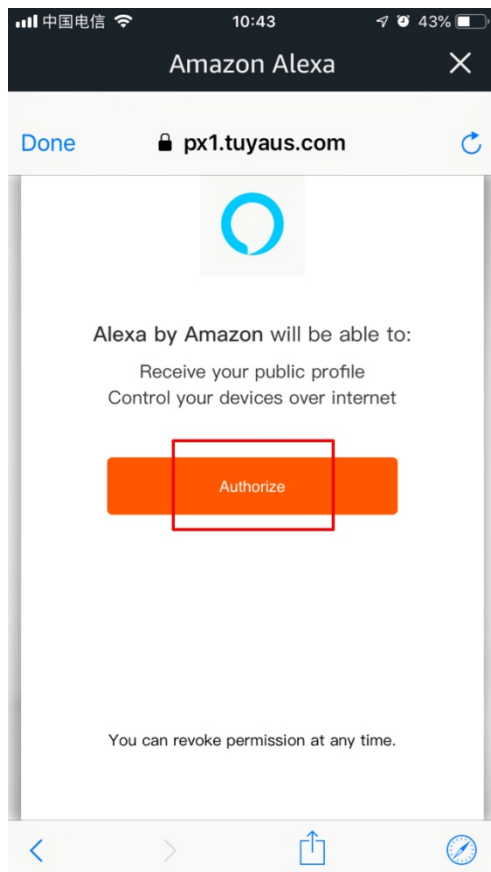 中国电信 10:43 43%
Amazon Alexa
Done px1.tuyaus.com
Alexa by Amazon will be able to:
Receive your public profile
Control your devices over internet
Authorize
You can revoke permission at any time.